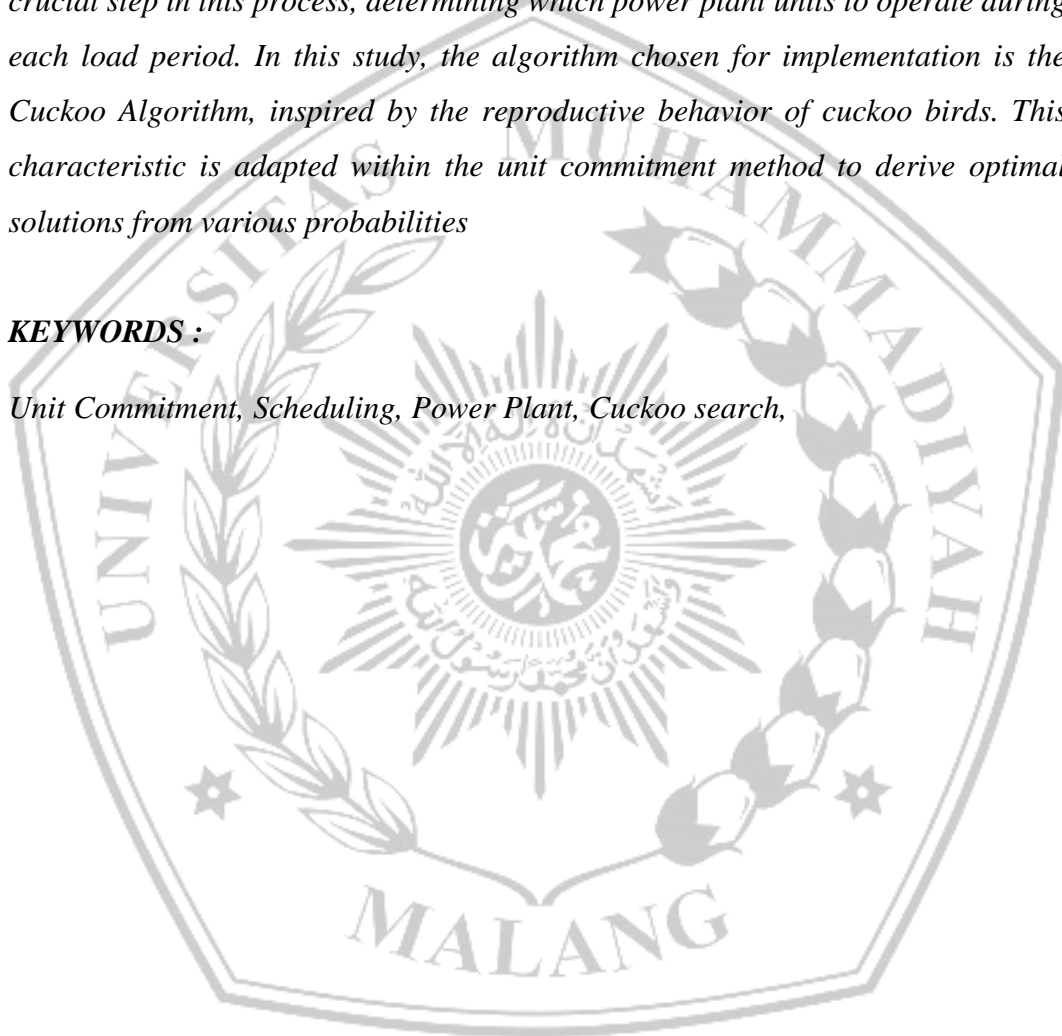 crucial step in this process, determining which power plant units to operate during
each load period. In this study, the algorithm chosen for implementation is the
Cuckoo Algorithm, inspired by the reproductive behavior of cuckoo birds. This
characteristic is adapted within the unit commitment method to derive optimal
solutions from various probabilities
KEYWORDS :
Unit Commitment, Scheduling, Power Plant, Cuckoo search,
UNIVERSITAS MUHAMMADIYAH
MALANG